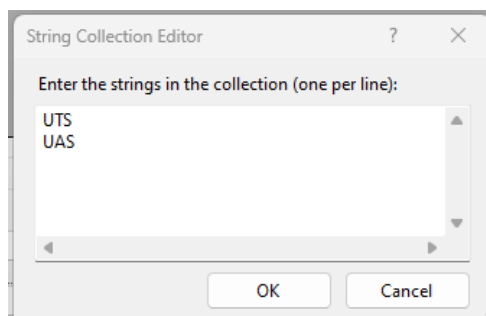 String Collection Editor ?
Enter the strings in the collection (one per line):
UTS
UAS
OK Cancel